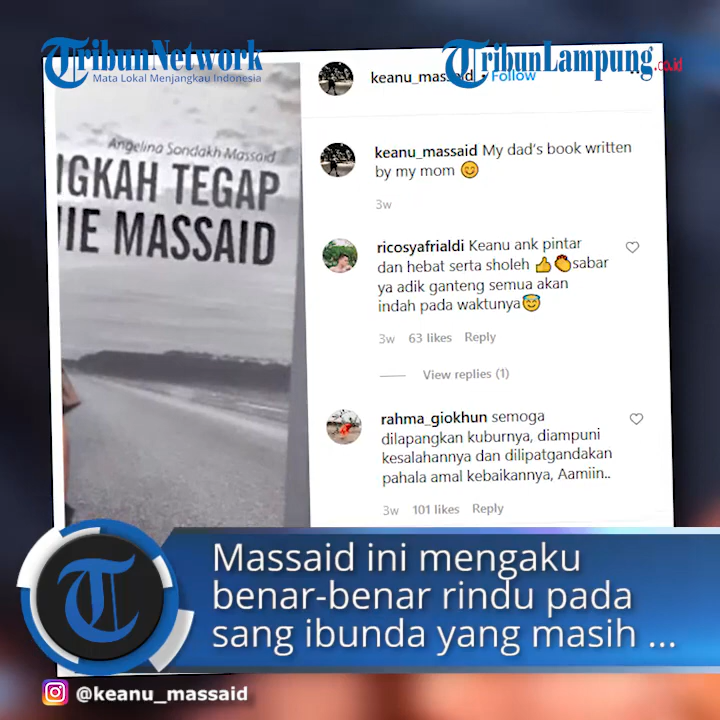 TribunNetwork
Mata Lokal Menjangkau Indonesia
TribunLampung.co.id
keanu_massaid • Follow
Angelina Sondakh Massaid
NGKAH TEGAP
IE MASSAID
keanu_massaid My dad's book written
by my mom 😊
3w
ricosyafrialdi Keanu ank pintar
dan hebat serta sholeh 👍👏sabar
ya adik ganteng semua akan
indah pada waktunya😇
3w 63 likes Reply
View replies (1)
rahma_giokhun semoga
dilapangkan kuburnya, diampuni
kesalahannya dan dilipatgandakan
pahala amal kebaikannya, Aamiin..
3w 101 likes Reply
T
Massaid ini mengaku
benar-benar rindu pada
sang ibunda yang masih ...
@keanu_massaid